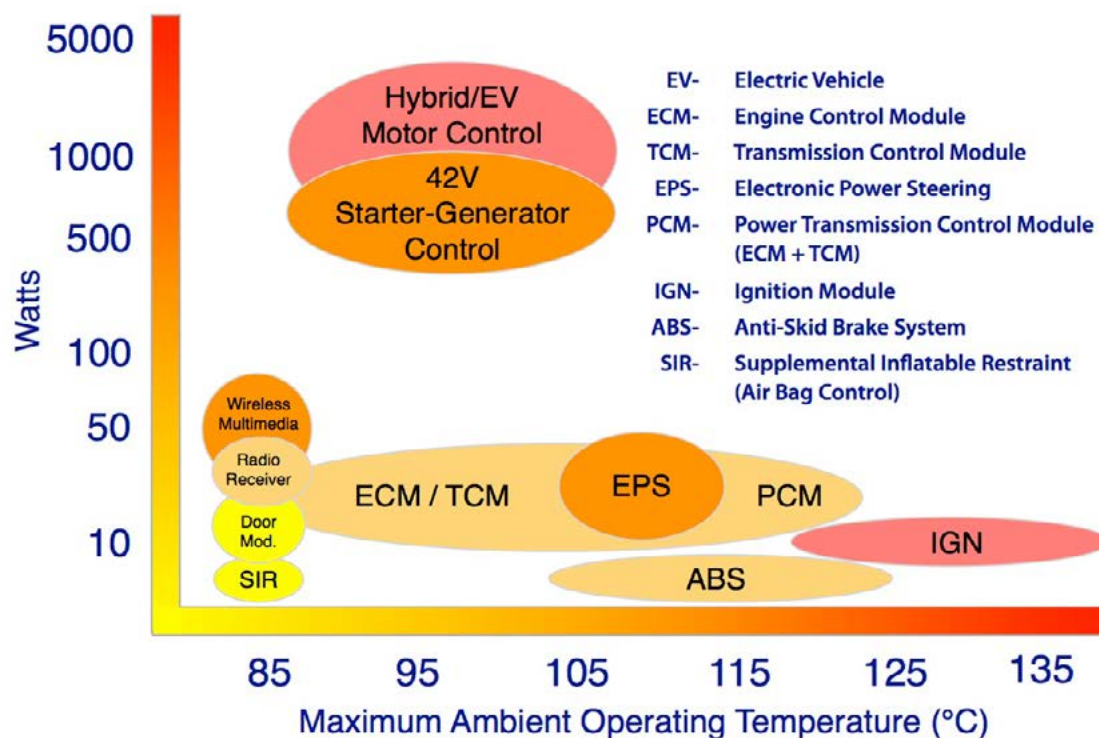 5000
1000
500
100
50
10
Watts
Hybrid/EV
Motor Control
42V
Starter-Generator
Control
Wireless
Multimedia
Radio
Receiver
Door
Mod.
SIR
ECM / TCM
EPS
PCM
IGN
ABS
EV- Electric Vehicle
ECM- Engine Control Module
TCM- Transmission Control Module
EPS- Electronic Power Steering
PCM- Power Transmission Control Module
(ECM + TCM)
IGN- Ignition Module
ABS- Anti-Skid Brake System
SIR- Supplemental Inflatable Restraint
(Air Bag Control)
85 95 105 115 125 135
Maximum Ambient Operating Temperature (°C)